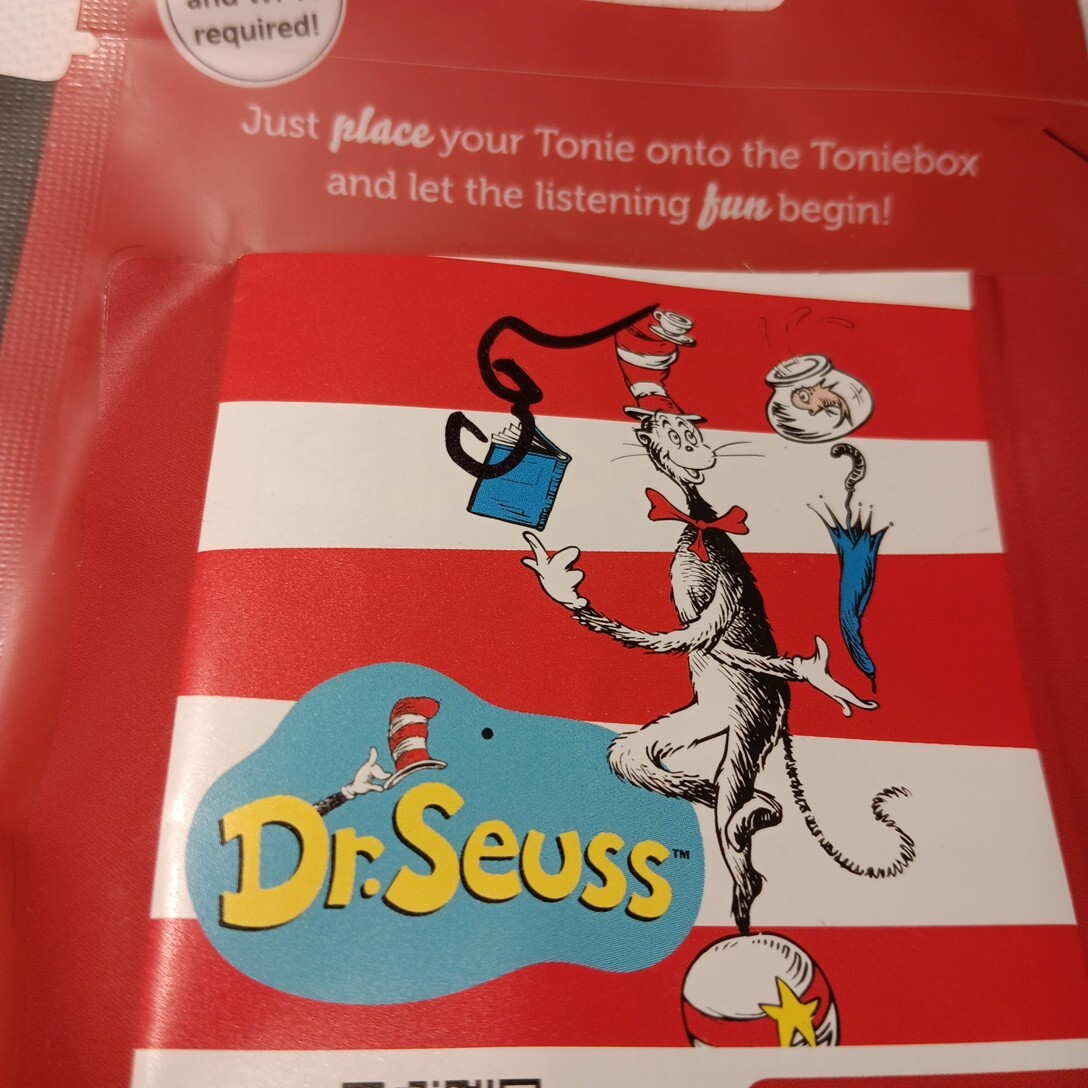 required!
Just place your Tonie onto the Toniebox
and let the listening fun begin!
Dr. Seuss™